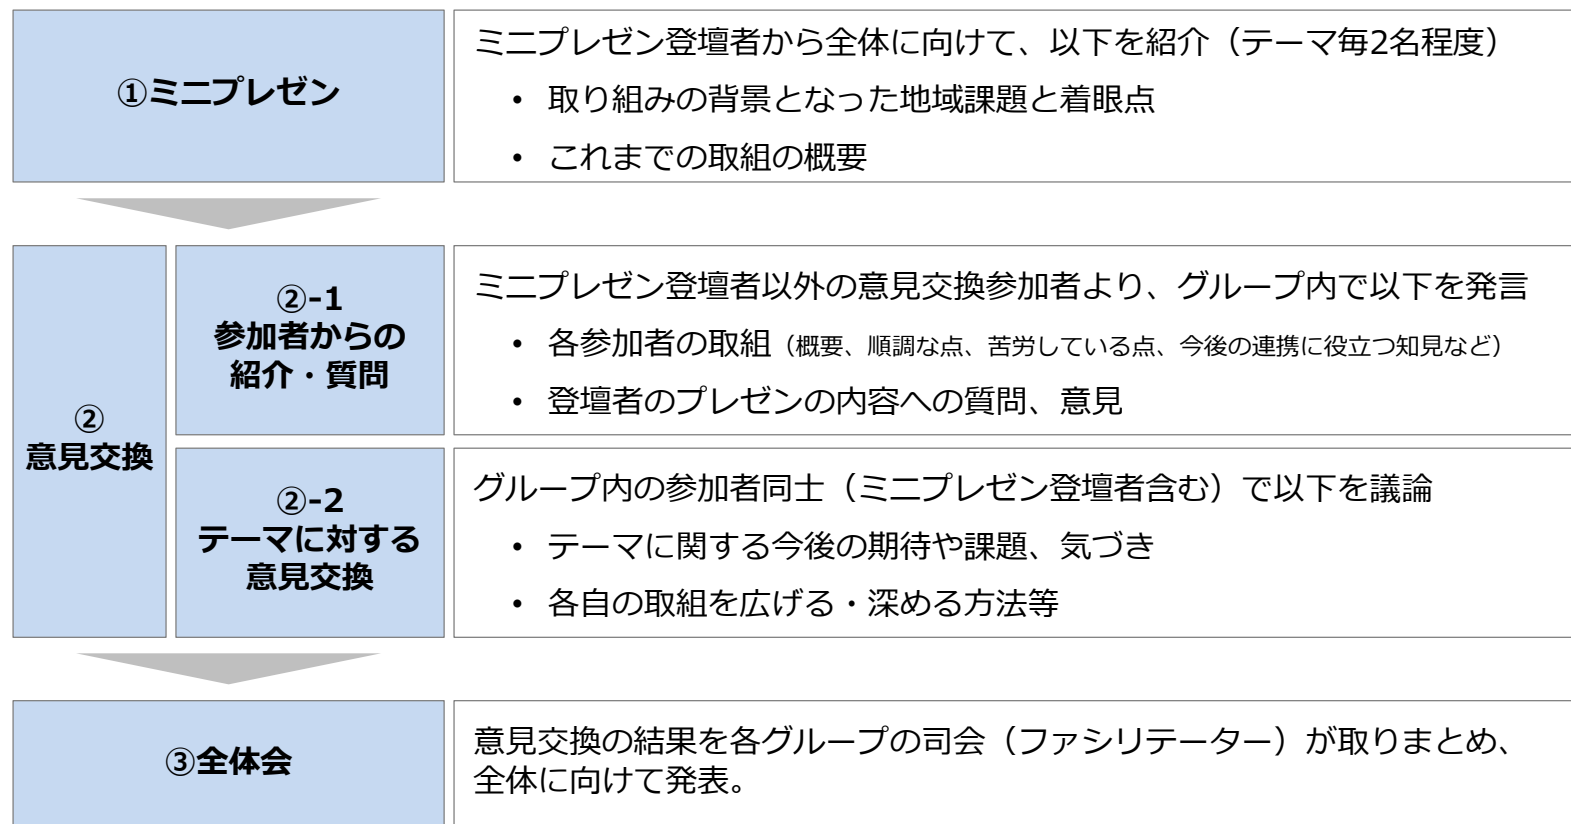 ①ミニプレゼン
ミニプレゼン登壇者から全体に向けて、以下を紹介（テーマ毎2名程度）
• 取り組みの背景となった地域課題と着眼点
• これまでの取組の概要
②
意見交換
②-1
参加者からの
紹介・質問
ミニプレゼン登壇者以外の意見交換参加者より、グループ内で以下を発言
• 各参加者の取組（概要、順調な点、苦労している点、今後の連携に役立つ知見など）
• 登壇者のプレゼンの内容への質問、意見
②-2
テーマに対する
意見交換
グループ内の参加者同士（ミニプレゼン登壇者含む）で以下を議論
• テーマに関する今後の期待や課題、気づき
• 各自の取組を広げる・深める方法等
③全体会
意見交換の結果を各グループの司会（ファシリテーター）が取りまとめ、
全体に向けて発表。